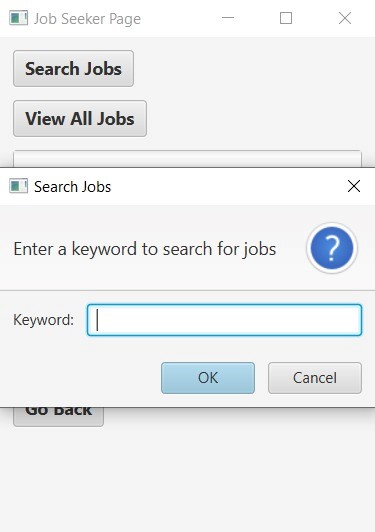 Job Seeker Page
Search Jobs
View All Jobs
Search Jobs
Enter a keyword to search for jobs
?
Keyword:
OK
Cancel
Go Back